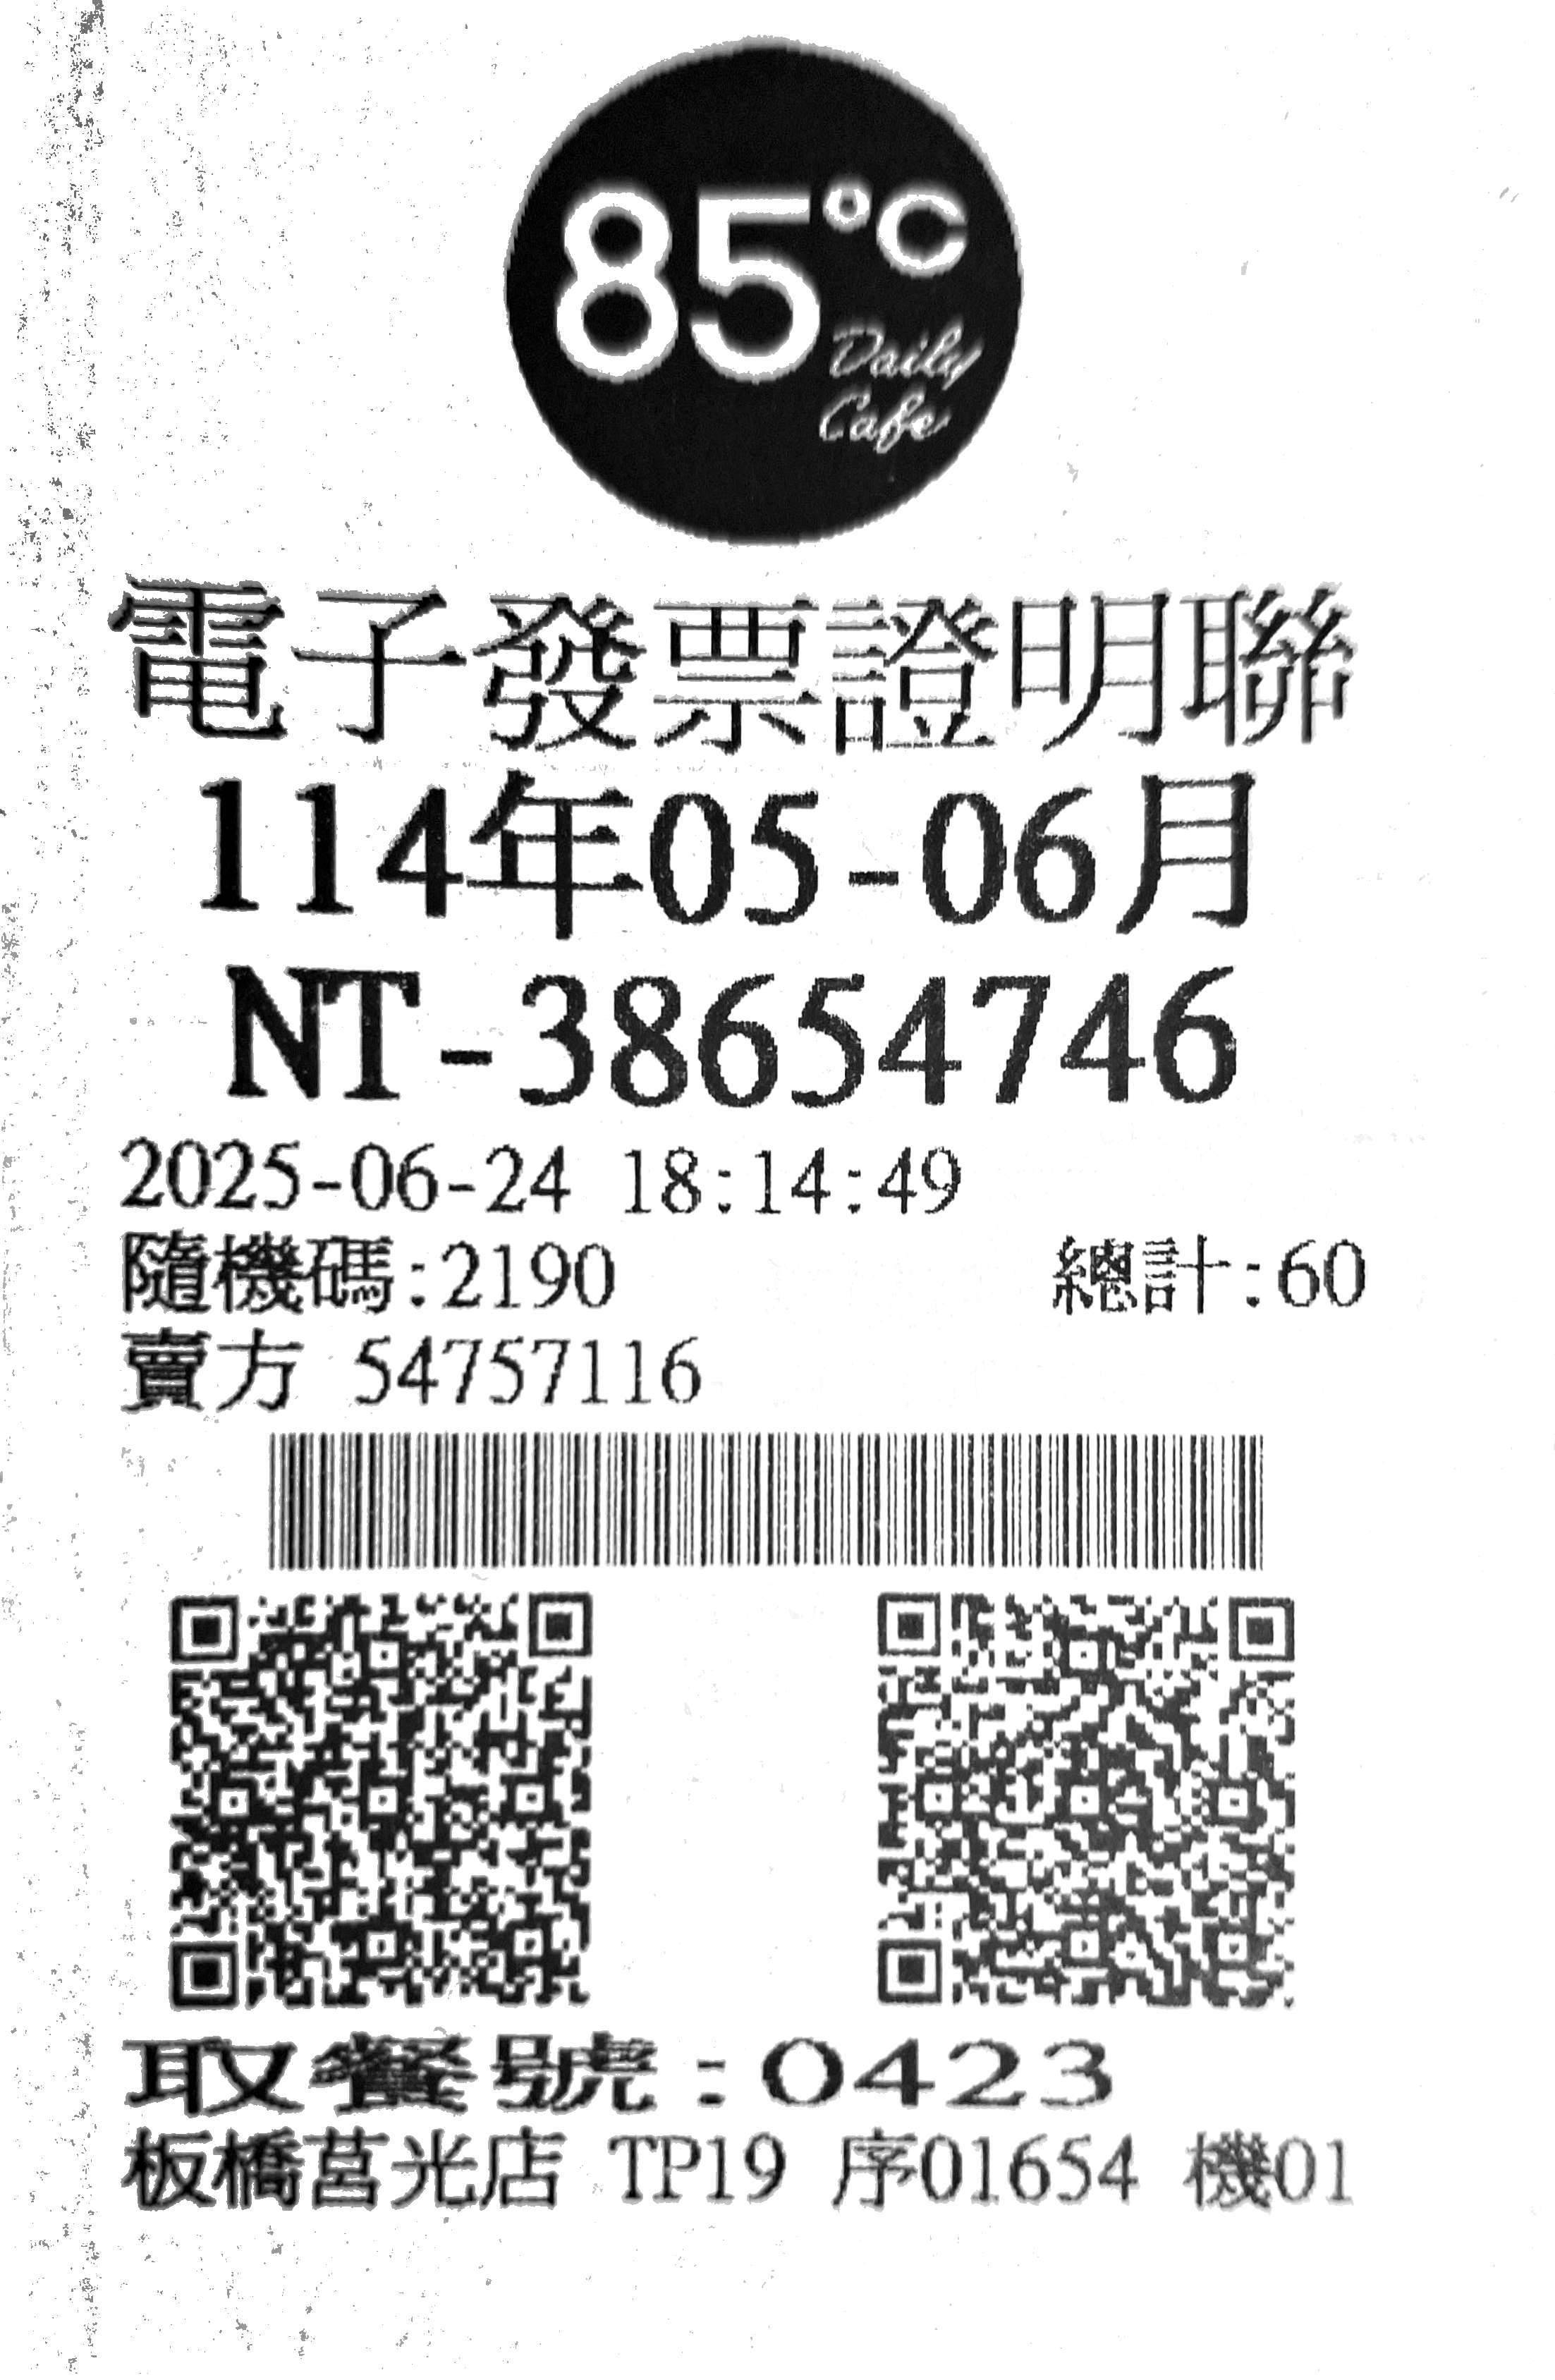 85°C
Daily
Cafe
電子發票證明聯
114年05-06月
NT-38654746
2025-06-24 18:14:49
隨機碼:2190 總計:60
賣方 54757116
取餐號:0423
板橋莒光店 TP19 序01654 機01